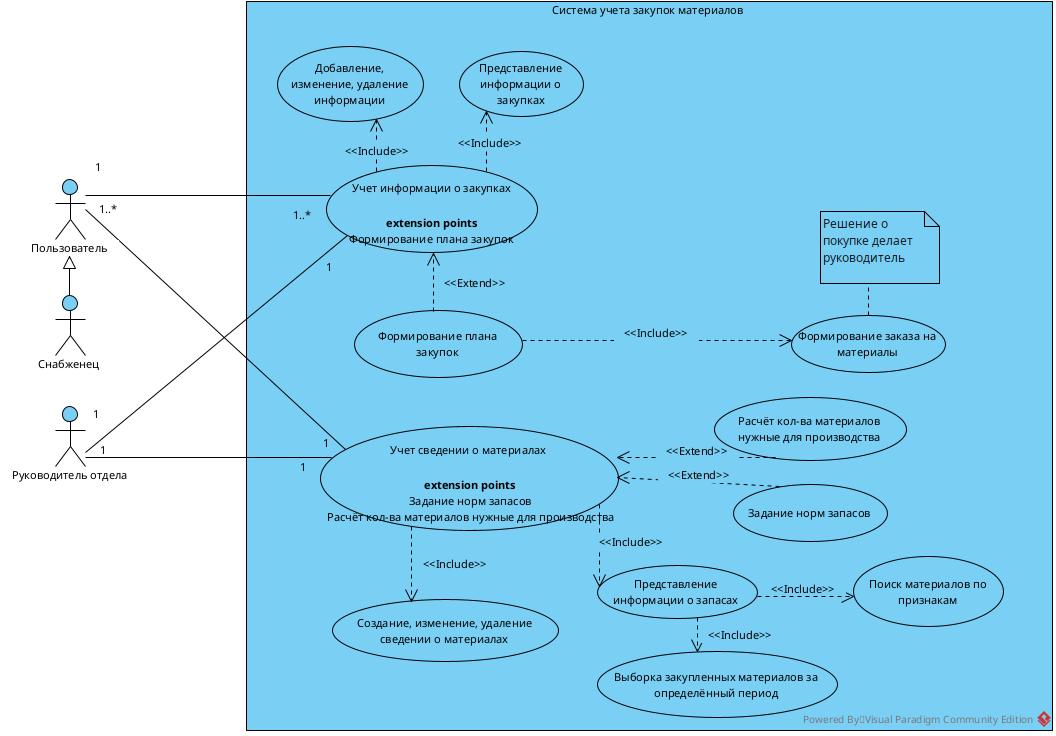 Система учета закупок материалов
Добавление,
изменение, удаление
информации
Представление
информации о
закупках
<<Include>>
<<Include>>
1
1..*
Пользователь
1..*
1
Учет информации о закупках
extension points
Формирование плана закупок
Решение о
покупке делает
руководитель
<<Extend>>
Снабженец
Формирование плана
закупок
<<Include>>
Формирование заказа на
материалы
1
1
Руководитель отдела
1
1
Учет сведении о материалах
extension points
Задание норм запасов
Расчёт кол-ва материалов нужные для производства
Расчёт кол-ва материалов
нужные для производства
<<Extend>>
<<Extend>>
Задание норм запасов
<<Include>>
<<Include>>
Создание, изменение, удаление
сведении о материалах
Представление
информации о запасах
<<Include>>
Поиск материалов по
признакам
<<Include>>
Выборка закупленных материалов за
определённый период
Powered By Visual Paradigm Community Edition